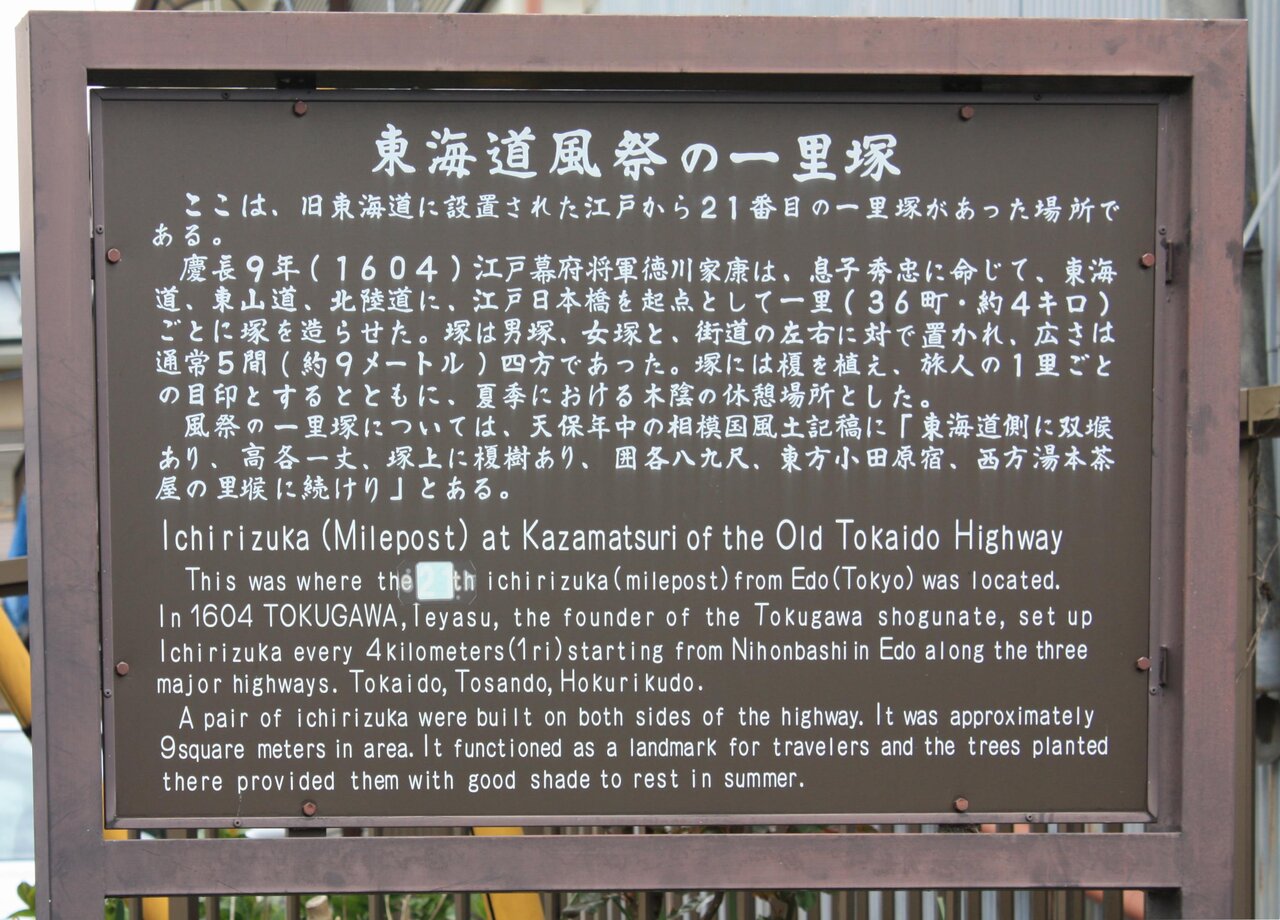 東海道風祭の一里塚
ここは、旧東海道に設置された江戸から21番目の一里塚があった場所で
ある。
慶長9年(1604)江戸幕府将軍徳川家康は、息子秀忠に命じて、東海
道、東山道、北陸道に、江戸日本橋を起点として一里(36町・約4キロ)
ごとに塚を造らせた。塚は男塚、女塚と、街道の左右に対で置かれ、広さは
通常5間(約9メートル)四方であった。塚には榎を植え、旅人の1里ごと
の目印とするとともに、夏季における木陰の休憩場所とした。
風祭の一里塚については、天保年中の相模国風土記稿に「東海道側に双堠
あり、高各一丈、塚上に榎樹あり、囲各八九尺、東方小田原宿、西方湯本茶
屋の里堠に続けり」とある。
Ichirizuka (Milepost) at Kazamatsuri of the Old Tokaido Highway
This was where the th ichirizuka(milepost)from Edo(Tokyo) was located.
In 1604 TOKUGAWA,Ieyasu, the founder of the Tokugawa shogunate, set up
Ichirizuka every 4kilometers(1ri)starting from Nihonbashi in Edo along the three
major highways. Tokaido, Tosando, Hokurikudo.
A pair of ichirizuka were built on both sides of the highway. It was approximately
9square meters in area. It functioned as a landmark for travelers and the trees planted
there provided them with good shade to rest in summer.